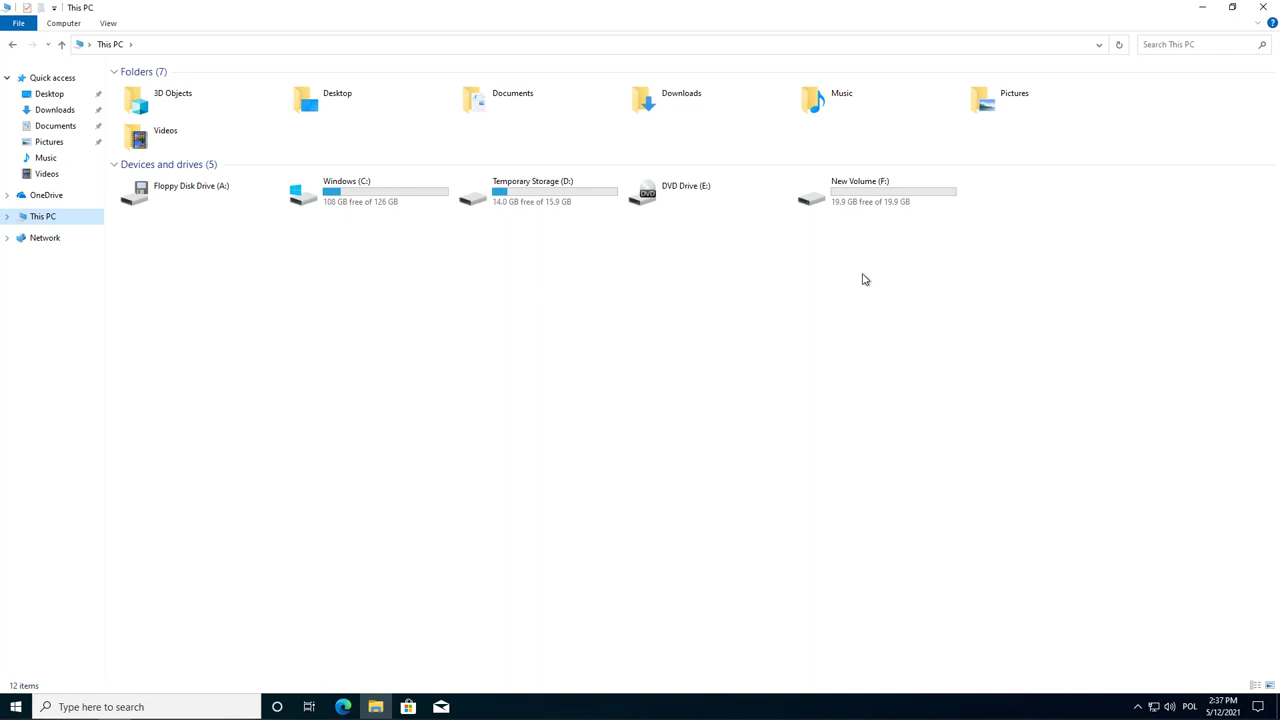 This PC
File
Computer
View
This PC
Search This PC
Quick access
Desktop
Downloads
Documents
Pictures
Music
Videos
OneDrive
This PC
Network
Folders (7)
3D Objects
Desktop
Documents
Downloads
Music
Pictures
Videos
Devices and drives (5)
Floppy Disk Drive (A:)
Windows (C:)
108 GB free of 126 GB
Temporary Storage (D:)
14.0 GB free of 15.9 GB
DVD
DVD Drive (E:)
New Volume (F:)
19.9 GB free of 19.9 GB
12 items
Type here to search
POL
2:37 PM
5/12/2021